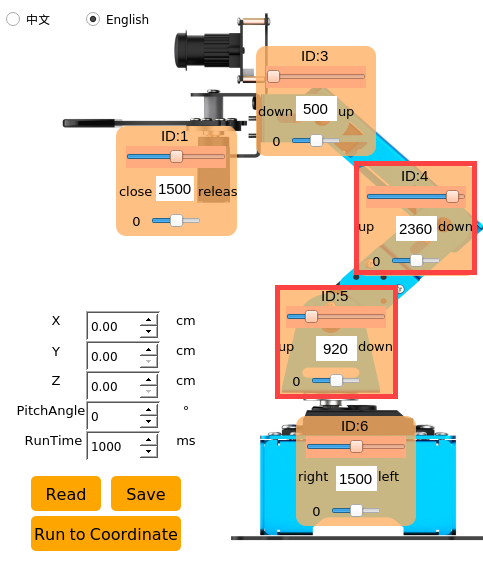 中文 English
ID:3
down 500 up
0
ID:1
close 1500 releas
0
ID:4
up 2360 down
0
ID:5
up 920 down
0
X 0.00 cm
Y 0.00 cm
Z 0.00 cm
PitchAngle 0 °
RunTime 1000 ms
ID:6
right 1500 left
0
Read Save
Run to Coordinate